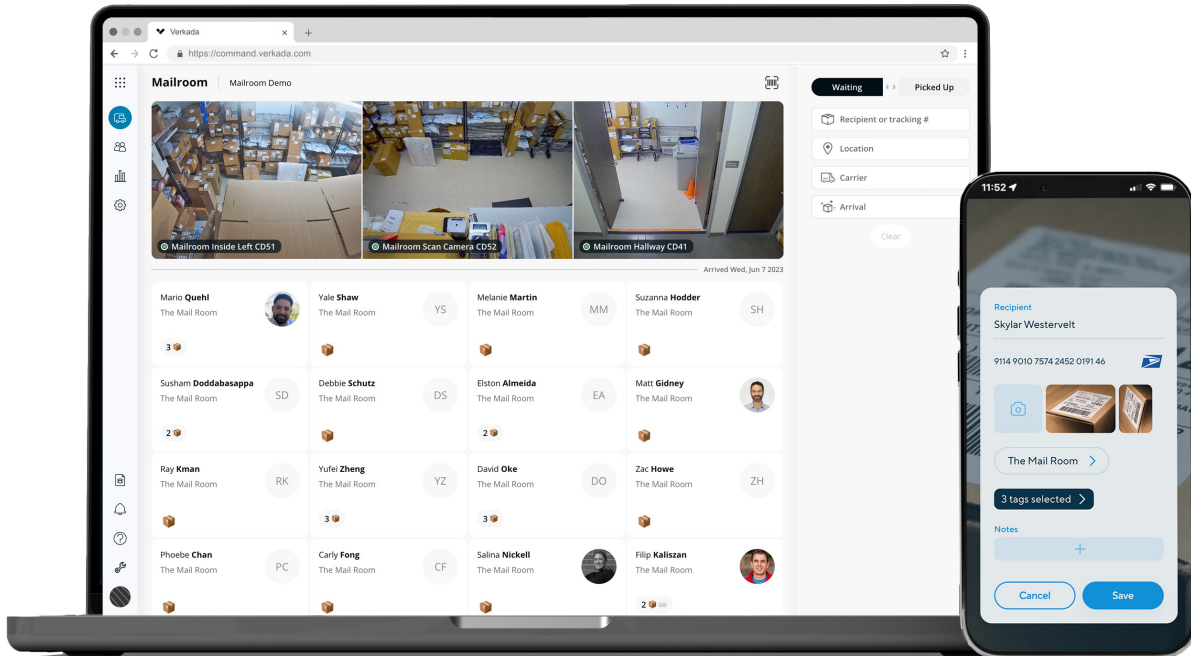 Verkada
https://command.verkada.com
Mailroom
Mailroom Demo
Mailroom Inside Left CD51
Mailroom Scan Camera CD52
Mailroom Hallway CD41
Arrived Wed, Jun 7 2023
Mario Quehl
The Mail Room
3
Yale Shaw
The Mail Room
YS
Melanie Martin
The Mail Room
MM
Suzanna Hodder
The Mail Room
SH
Susham Doddabasappa
The Mail Room
SD
2
Debbie Schutz
The Mail Room
DS
Elston Almeida
The Mail Room
EA
2
Matt Gidney
The Mail Room
Ray Kman
The Mail Room
RK
Yufei Zheng
The Mail Room
YZ
3
David Oke
The Mail Room
DO
3
Zac Howe
The Mail Room
ZH
Phoebe Chan
The Mail Room
PC
Carly Fong
The Mail Room
CF
Salina Nickell
The Mail Room
Filip Kaliszan
The Mail Room
2
Waiting
Picked Up
Recipient or tracking #
Location
Carrier
Arrival
Clear
11:52
Recipient
Skylar Westervelt
9114 9010 7574 2452 0191 46
The Mail Room
3 tags selected
Notes
Cancel
Save